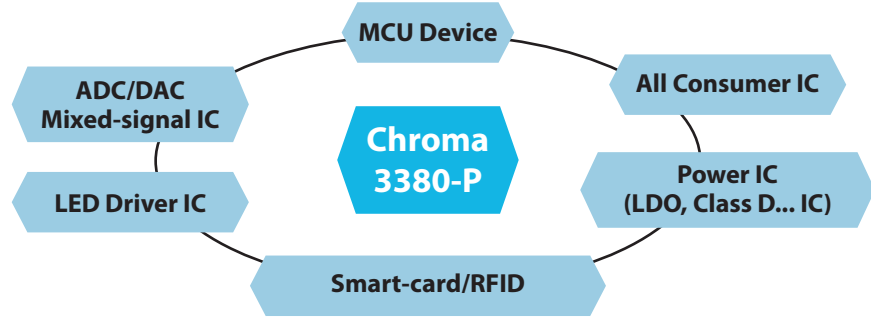 MCU Device
ADC/DAC
Mixed-signal IC
All Consumer IC
Chroma
3380-P
LED Driver IC
Power IC
(LDO, Class D... IC)
Smart-card/RFID